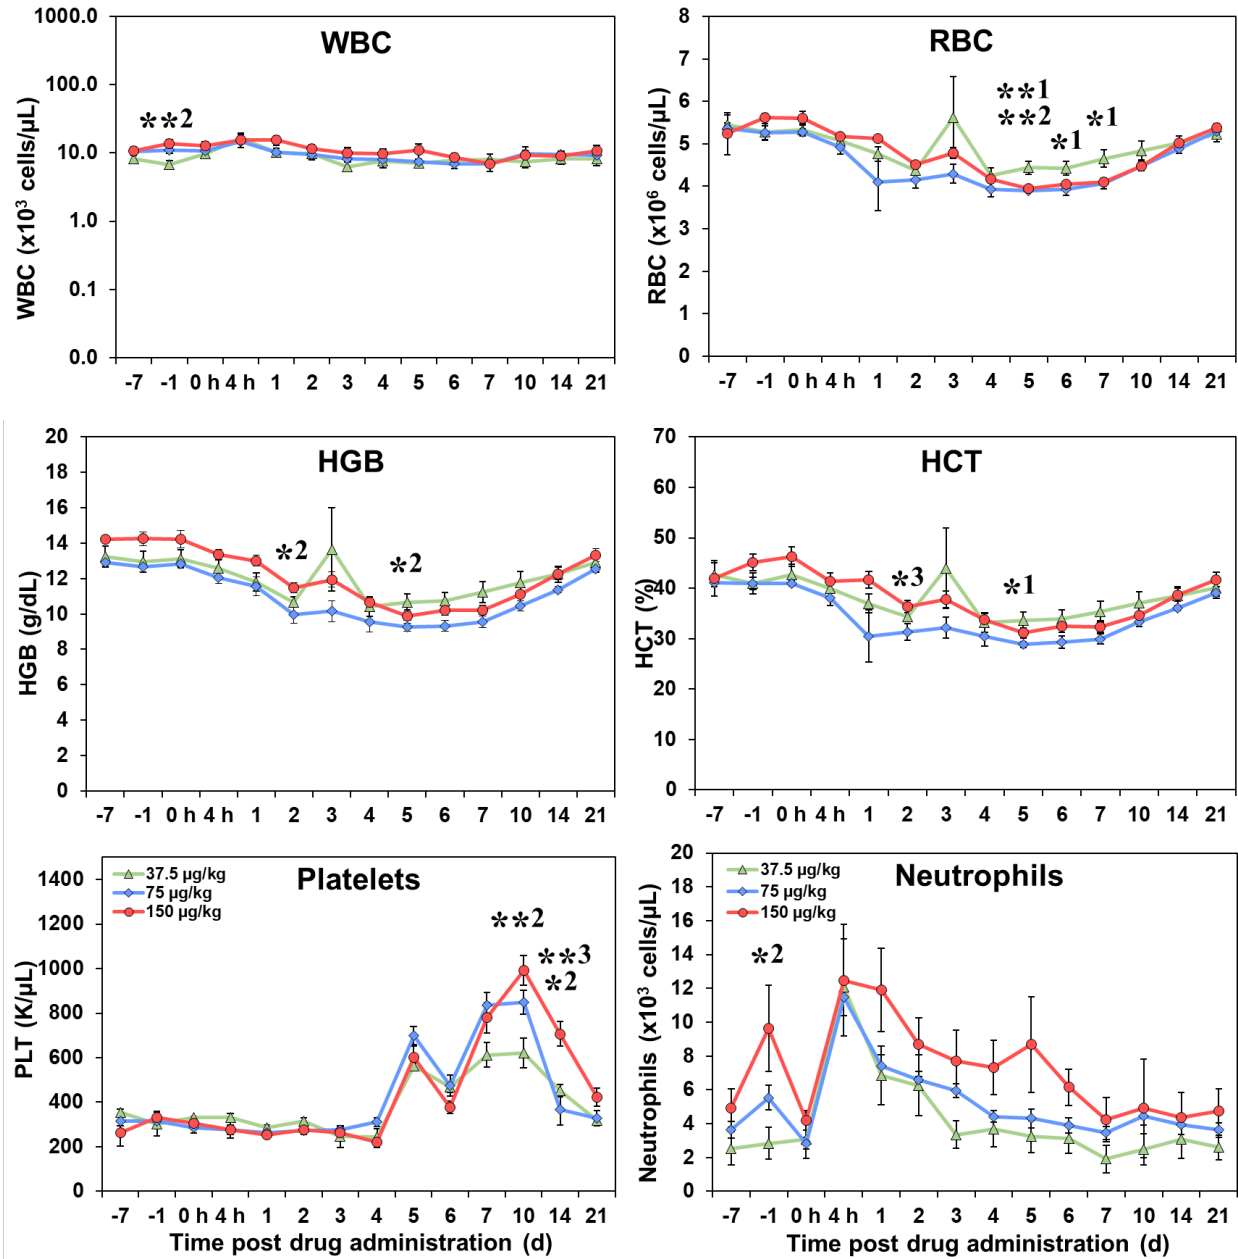 WBC
WBC (x10³ cells/µL)
1000.0
100.0
10.0
1.0
0.1
0.0
**2
-7 -1 0 h 4 h 1 2 3 4 5 6 7 10 14 21
RBC
RBC (x10⁶ cells/µL)
8
7
6
5
4
3
2
1
0
**1
**2
*1
*1
-7 -1 0 h 4 h 1 2 3 4 5 6 7 10 14 21
HGB
HGB (g/dL)
20
18
16
14
12
10
8
6
4
2
0
*2
*2
-7 -1 0 h 4 h 1 2 3 4 5 6 7 10 14 21
HCT
HCT (%)
70
60
50
40
30
20
10
0
*3
*1
-7 -1 0 h 4 h 1 2 3 4 5 6 7 10 14 21
Platelets
PLT (K/µL)
1400
1200
1000
800
600
400
200
0
37.5 µg/kg
75 µg/kg
150 µg/kg
**2
**3
*2
-7 -1 0 h 4 h 1 2 3 4 5 6 7 10 14 21
Time post drug administration (d)
Neutrophils
Neutrophils (x10³ cells/µL)
20
18
16
14
12
10
8
6
4
2
0
37.5 µg/kg
75 µg/kg
150 µg/kg
*2
-7 -1 0 h 4 h 1 2 3 4 5 6 7 10 14 21
Time post drug administration (d)